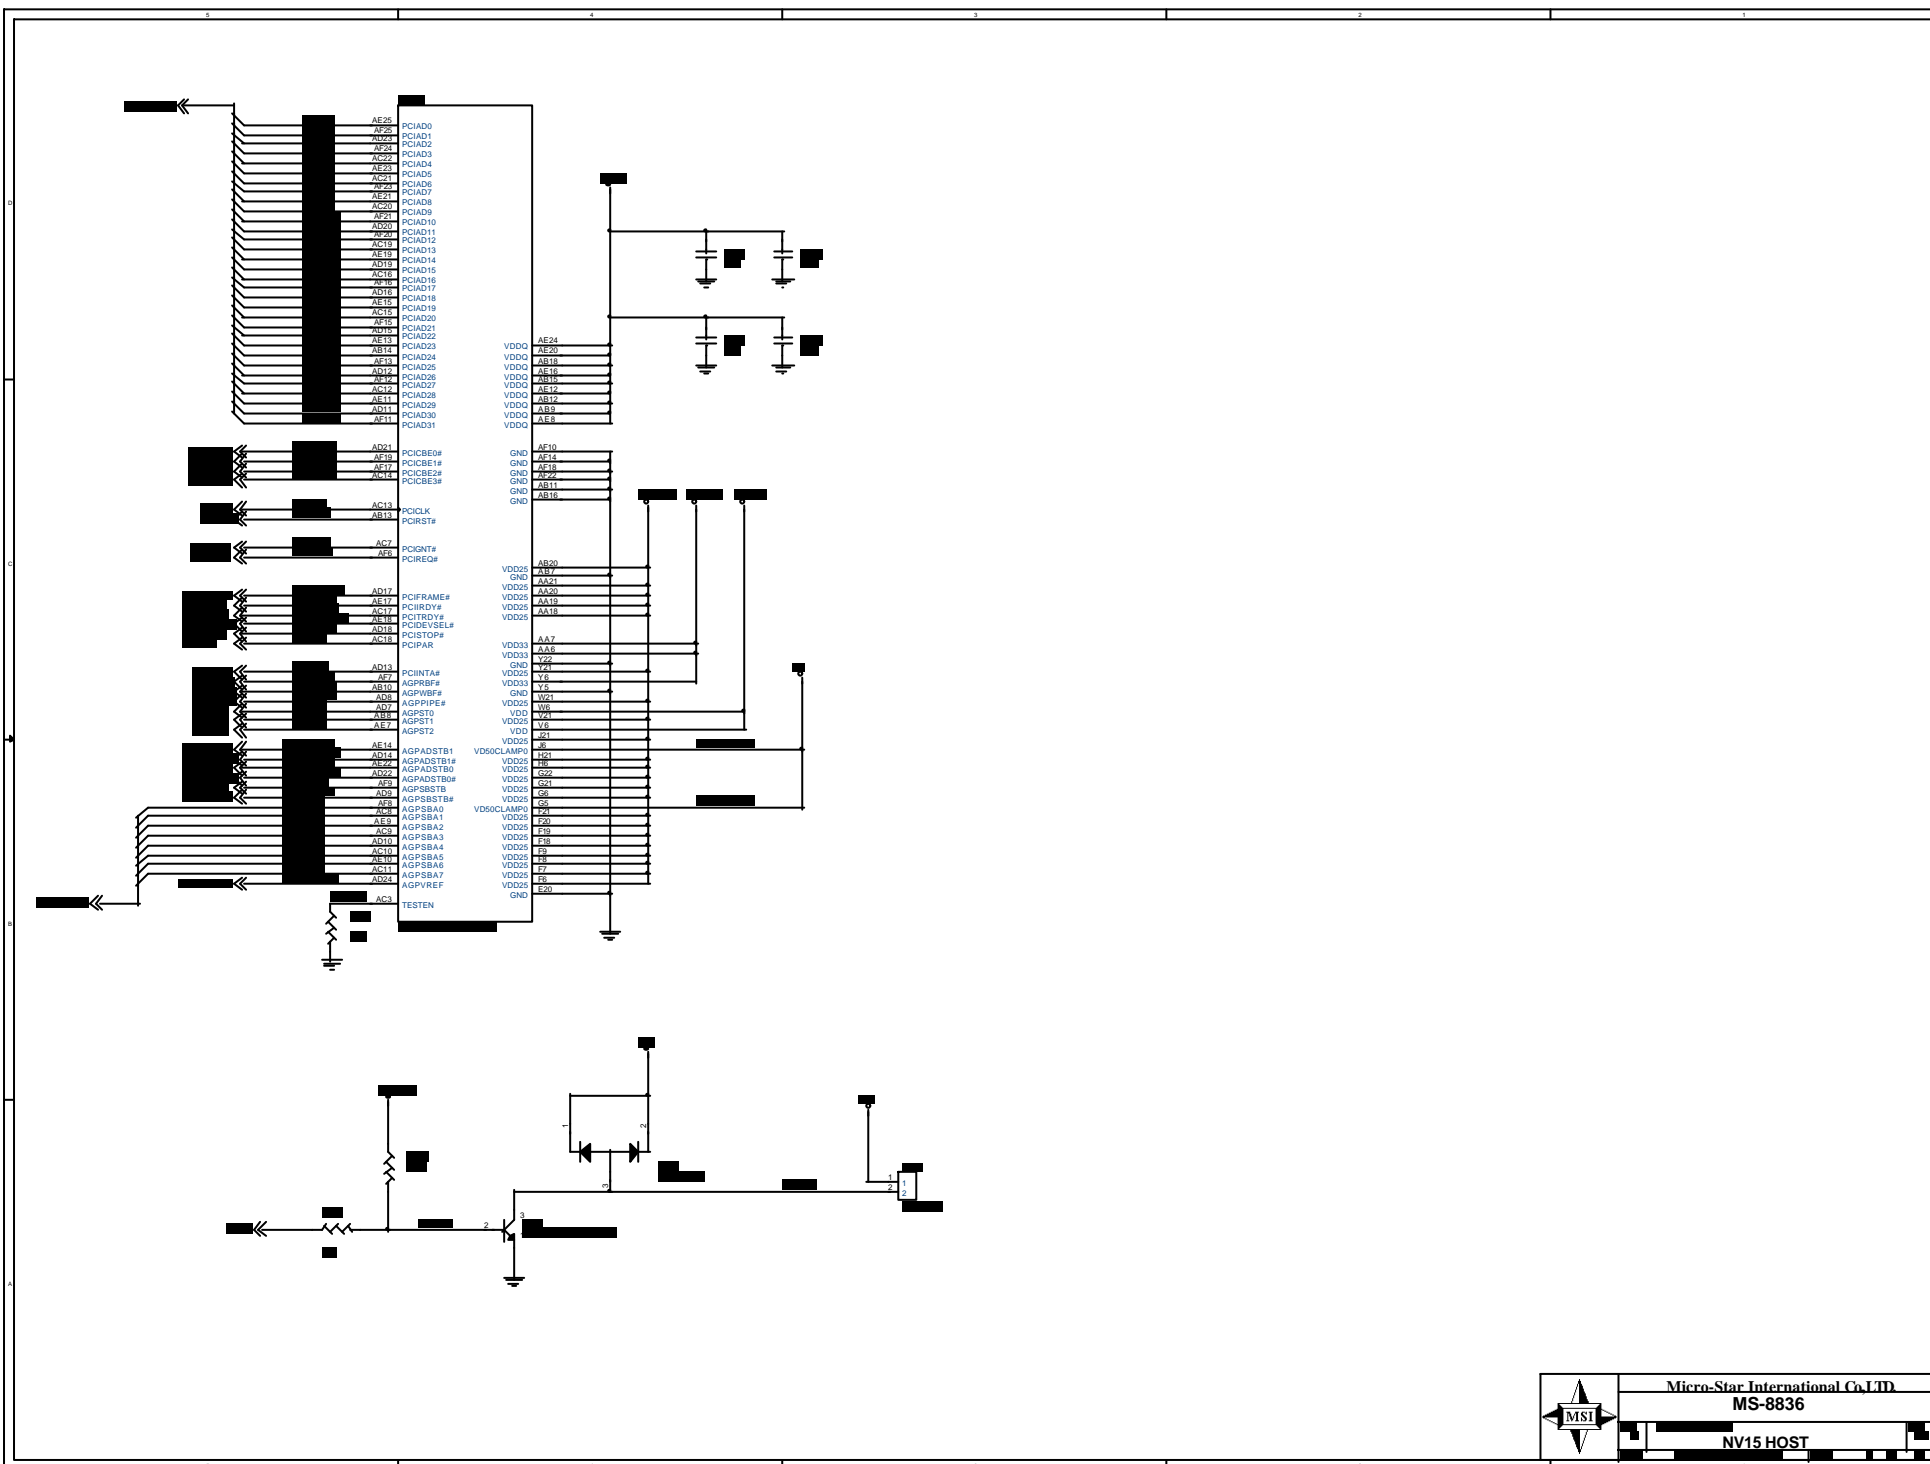 5 4 3 2 1
D
C
B
A
AE25 PCIAD0
AF25 PCIAD1
AD23 PCIAD2
AF24 PCIAD3
AC22 PCIAD4
AE23 PCIAD5
AC21 PCIAD6
AF23 PCIAD7
AE21 PCIAD8
AC20 PCIAD9
AF21 PCIAD10
AD20 PCIAD11
AF20 PCIAD12
AC19 PCIAD13
AE19 PCIAD14
AD19 PCIAD15
AC16 PCIAD16
AF16 PCIAD17
AD16 PCIAD18
AE15 PCIAD19
AC15 PCIAD20
AF15 PCIAD21
AD15 PCIAD22
AE13 PCIAD23
AB14 PCIAD24
AF13 PCIAD25
AD12 PCIAD26
AF12 PCIAD27
AC12 PCIAD28
AE11 PCIAD29
AD11 PCIAD30
AF11 PCIAD31
AD21 PCICBE0#
AF19 PCICBE1#
AF17 PCICBE2#
AC14 PCICBE3#
AC13 PCICLK
AB13 PCIRST#
AC7 PCIGNT#
AF6 PCIREQ#
AD17 PCIFRAME#
AE17 PCIIRDY#
AC17 PCITRDY#
AE18 PCIDEVSEL#
AD18 PCISTOP#
AC18 PCIPAR
AD13 PCIINTA#
AF7 AGPRBF#
AB10 AGPWBF#
AD8 AGPPIPE#
AD7 AGPST0
AB8 AGPST1
AE7 AGPST2
AE14 AGPADSTB1
AD14 AGPADSTB1#
AE22 AGPADSTB0
AD22 AGPADSTB0#
AF9 AGPSBSTB
AD9 AGPSBSTB#
AF8 AGPSBA0
AC8 AGPSBA1
AE9 AGPSBA2
AC9 AGPSBA3
AD10 AGPSBA4
AC10 AGPSBA5
AE10 AGPSBA6
AC11 AGPSBA7
AD24 AGPVREF
AC3 TESTEN
VDDQ AE24
VDDQ AE20
VDDQ AB18
VDDQ AE16
VDDQ AB15
VDDQ AE12
VDDQ AB12
VDDQ AB9
VDDQ AE8
GND AF10
GND AF14
GND AF18
GND AF22
GND AB11
GND AB16
VDD25 AB20
GND AB7
VDD25 AA21
VDD25 AA20
VDD25 AA19
VDD25 AA18
VDD33 AA7
VDD33 AA6
GND Y22
VDD25 Y21
VDD33 Y6
GND Y5
VDD25 W21
VDD W6
VDD25 V21
VDD V6
VDD25 J21
VD50CLAMP0 J6
VDD25 H21
VDD25 H6
VDD25 G22
VDD25 G21
VDD25 G6
VD50CLAMP0 G5
VDD25 F21
VDD25 F20
VDD25 F19
VDD25 F18
VDD25 F9
VDD25 F8
VDD25 F7
VDD25 F6
GND E20
1 2
3
1 1
2 2
2 3
MSI
Micro-Star International Co,LTD.
MS-8836
NV15 HOST